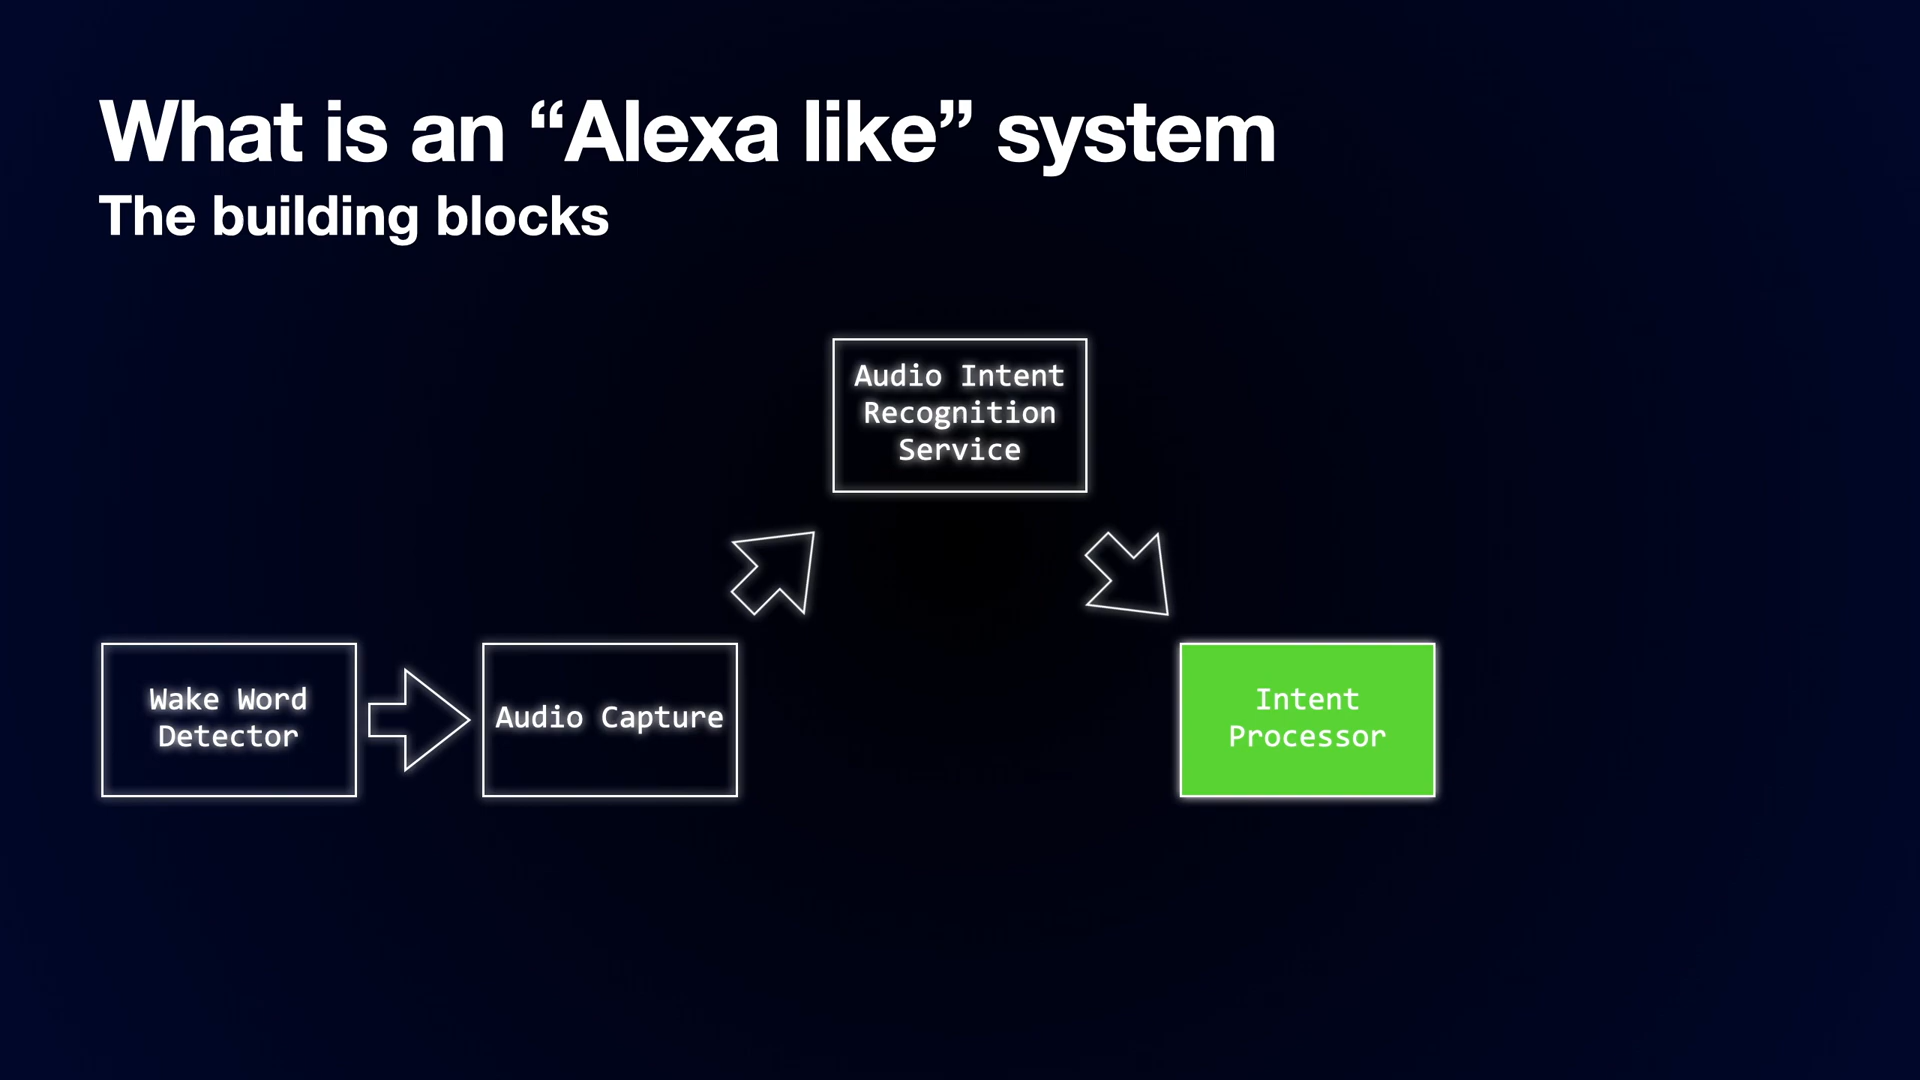 What is an “Alexa like” system
The building blocks
Audio Intent
Recognition
Service
Wake Word
Detector
Audio Capture
Intent
Processor